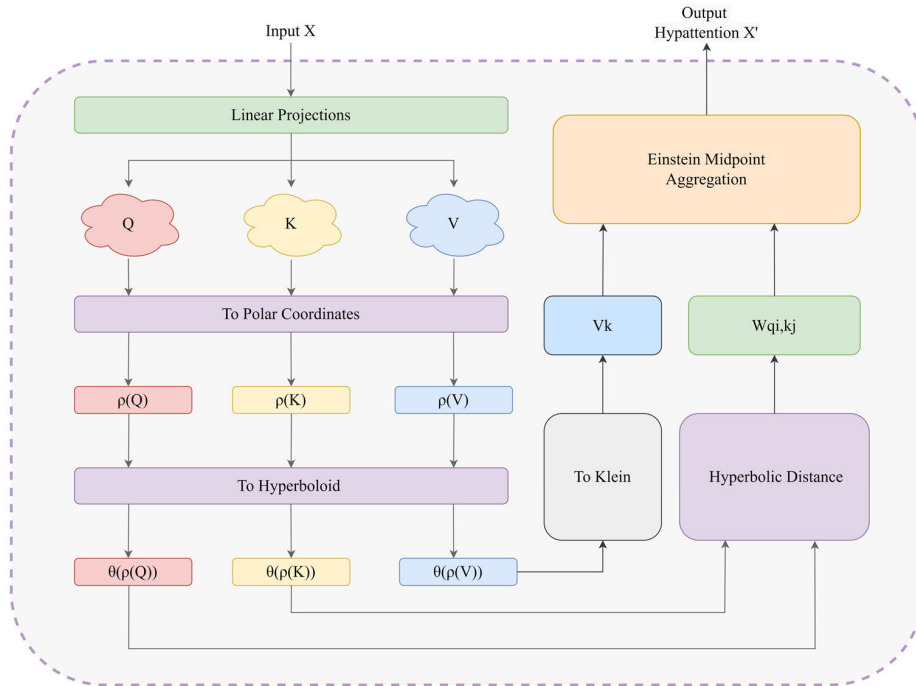 Input X
Output
Hypattention X'
Linear Projections
Einstein Midpoint
Aggregation
Q
K
V
To Polar Coordinates
Vk
Wqi,kj
ρ(Q)
ρ(K)
ρ(V)
To Hyperboloid
To Klein
Hyperbolic Distance
θ(ρ(Q))
θ(ρ(K))
θ(ρ(V))